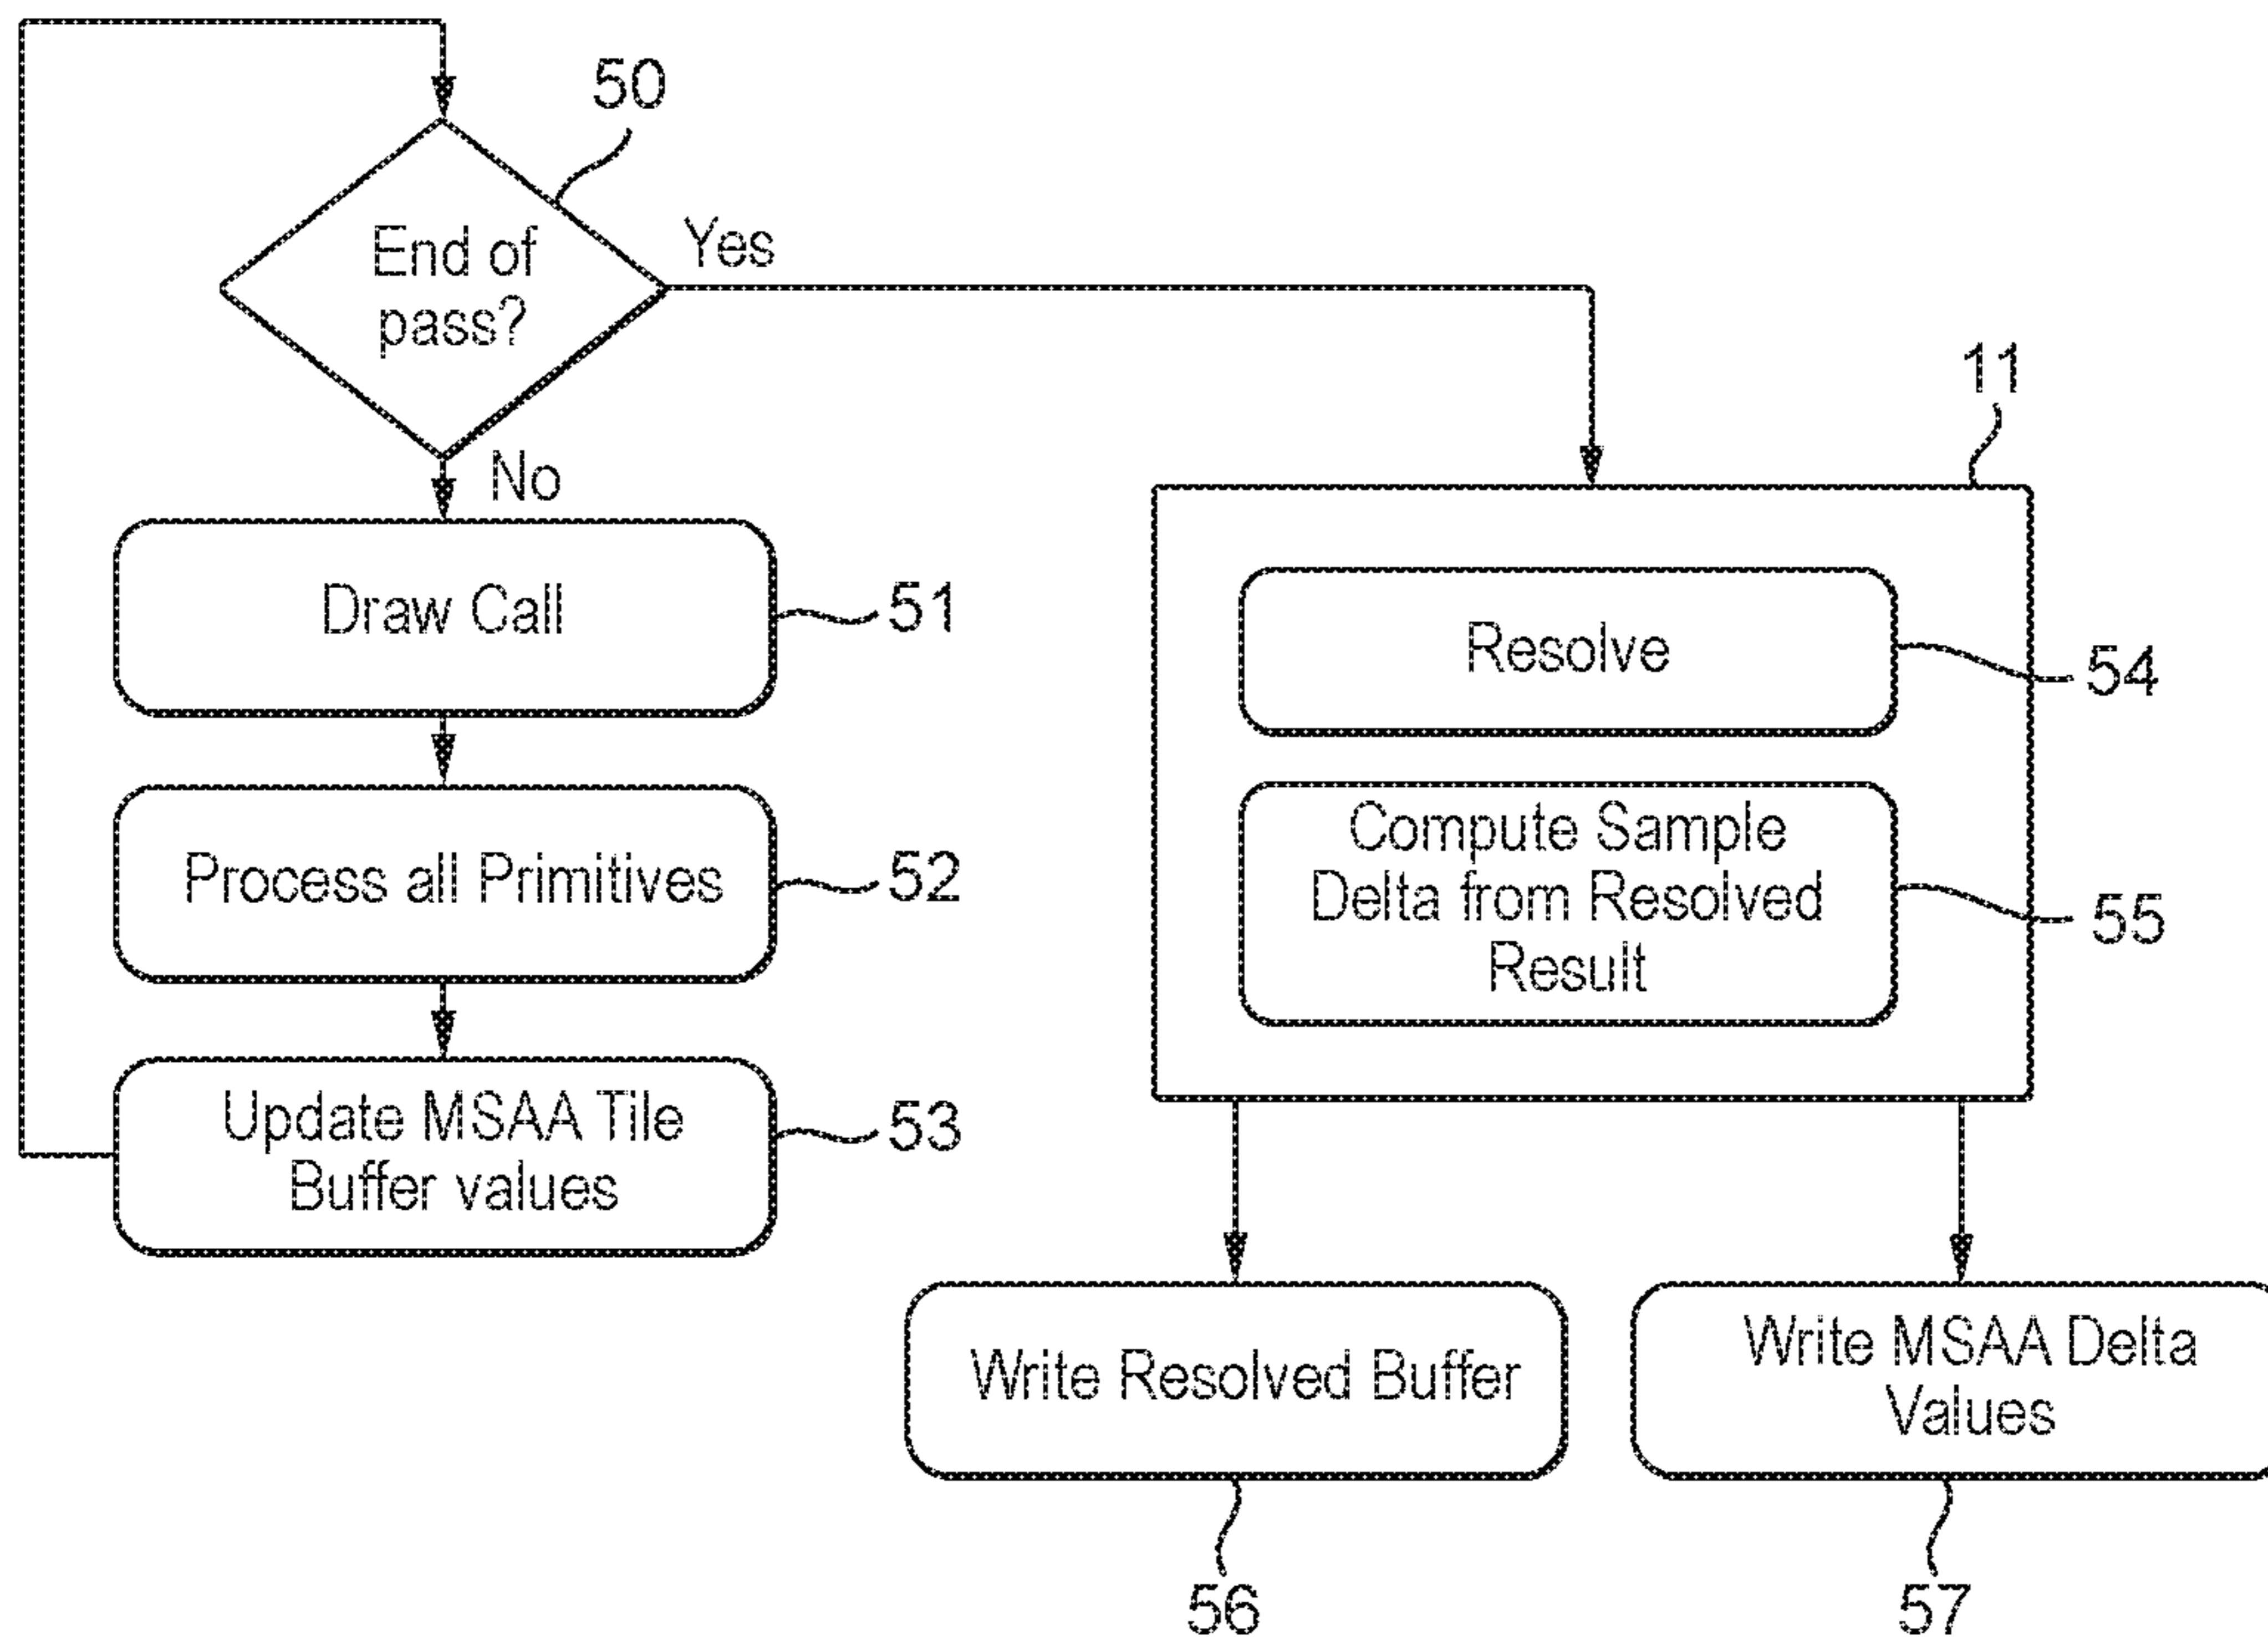 50
End of
pass?
Yes
No
11
Draw Call
51
Resolve
54
Process all Primitives
52
Compute Sample
Delta from Resolved
Result
55
Update MSAA Tile
Buffer values
53
Write Resolved Buffer
Write MSAA Delta
Values
56
57